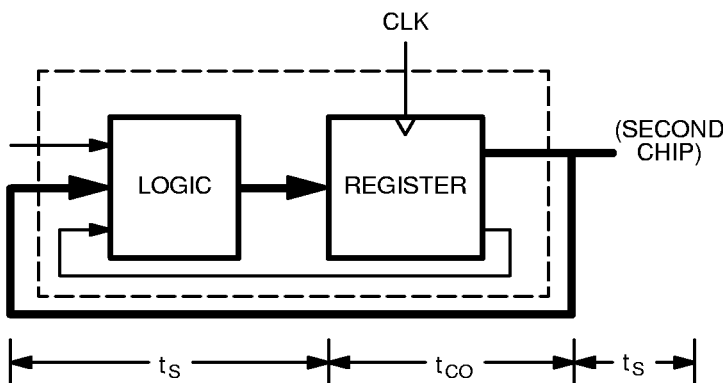 CLK
(SECOND
CHIP)
LOGIC
REGISTER
tS
tCO
tS